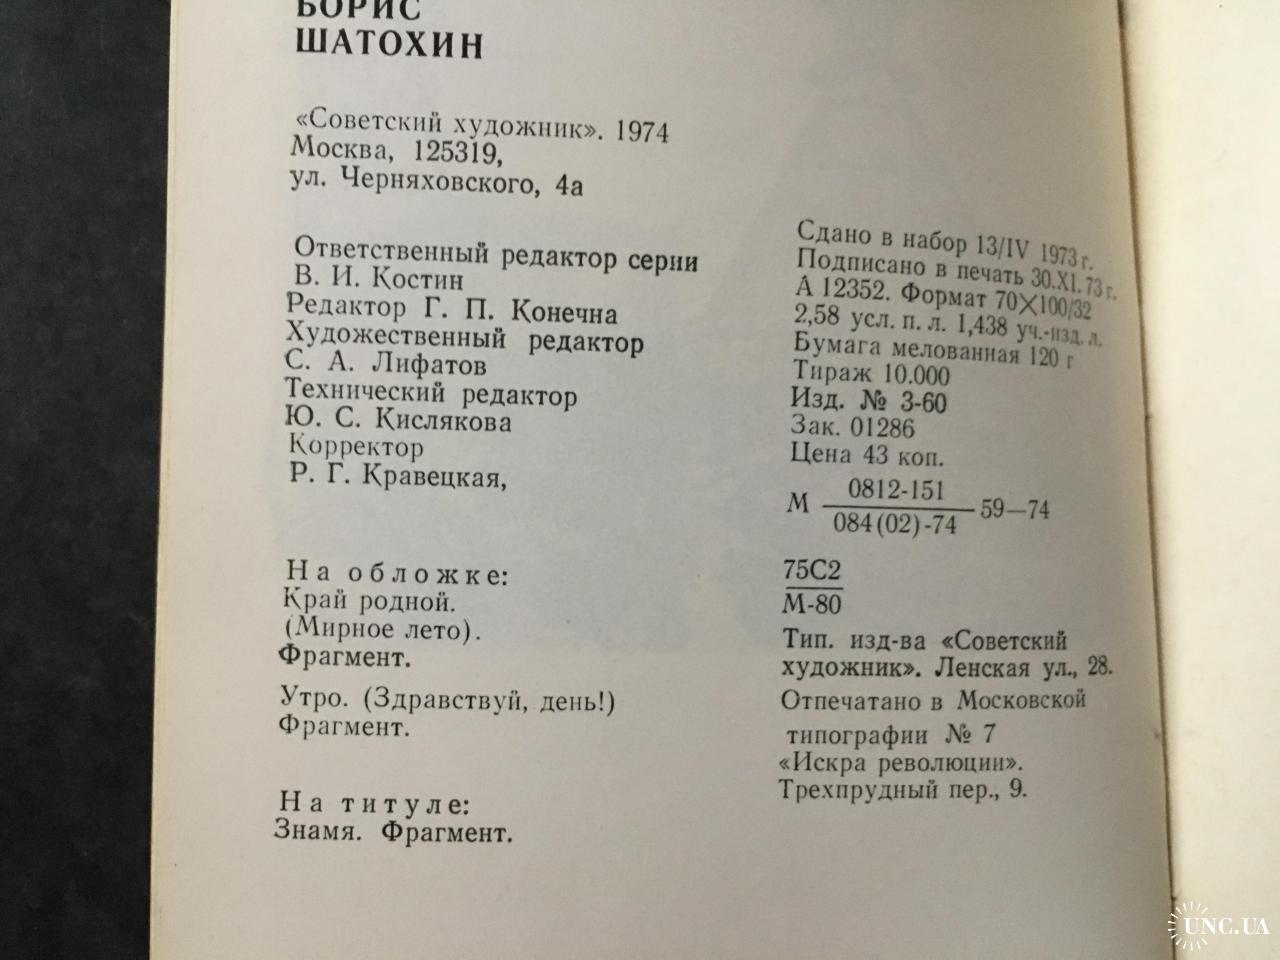 БОРИС
ШАТОХИН
«Советский художник». 1974
Москва, 125319,
ул. Черняховского, 4а
Ответственный редактор серии
В. И. Костин
Редактор Г. П. Конечна
Художественный редактор
С. А. Лифатов
Технический редактор
Ю. С. Кислякова
Корректор
Р. Г. Кравецкая,
На обложке:
Край родной.
(Мирное лето).
Фрагмент.
Утро. (Здравствуй, день!)
Фрагмент.
На титуле:
Знамя. Фрагмент.
Сдано в набор 13/IV 1973 г.
Подписано в печать 30.XI.73 г.
А 12352. Формат 70×100/32
2,58 усл. п. л. 1,438 уч.-изд. л.
Бумага мелованная 120 г
Тираж 10.000
Изд. № 3-60
Зак. 01286
Цена 43 коп.
М 0812-151
084(02)-74 59—74
75С2
М-80
Тип. изд-ва «Советский
художник». Ленская ул., 28.
Отпечатано в Московской
типографии № 7
«Искра революции».
Трехпрудный пер., 9.
UNC.UA